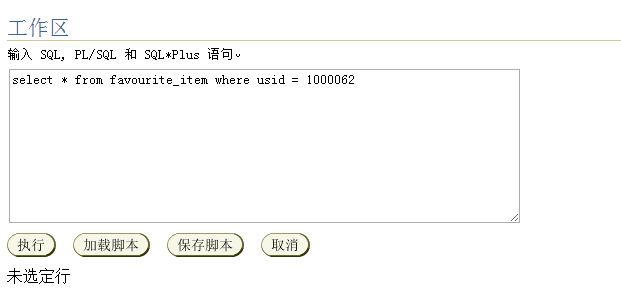 工作区
输入 SQL, PL/SQL 和 SQL*Plus 语句。
select * from favourite_item where usid = 1000062
执行 加载脚本 保存脚本 取消
未选定行